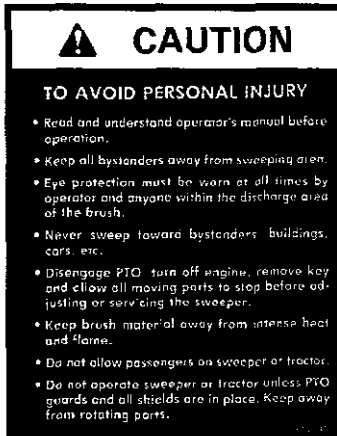 CAUTION
TO AVOID PERSONAL INJURY
• Read and understand operator's manual before
operation.
• Keep all bystanders away from sweeping area.
• Eye protection must be worn at all times by
operator and anyone within the discharge area
of the brush.
• Never sweep toward bystanders, buildings,
cars, etc.
• Disengage PTO, turn off engine, remove key
and allow all moving parts to stop before ad-
justing or servicing the sweeper.
• Keep brush material away from intense heat
and flame.
• Do not allow passengers on sweeper or tractor.
• Do not operate sweeper or tractor unless PTO
guards and all shields are in place. Keep away
from rotating parts.